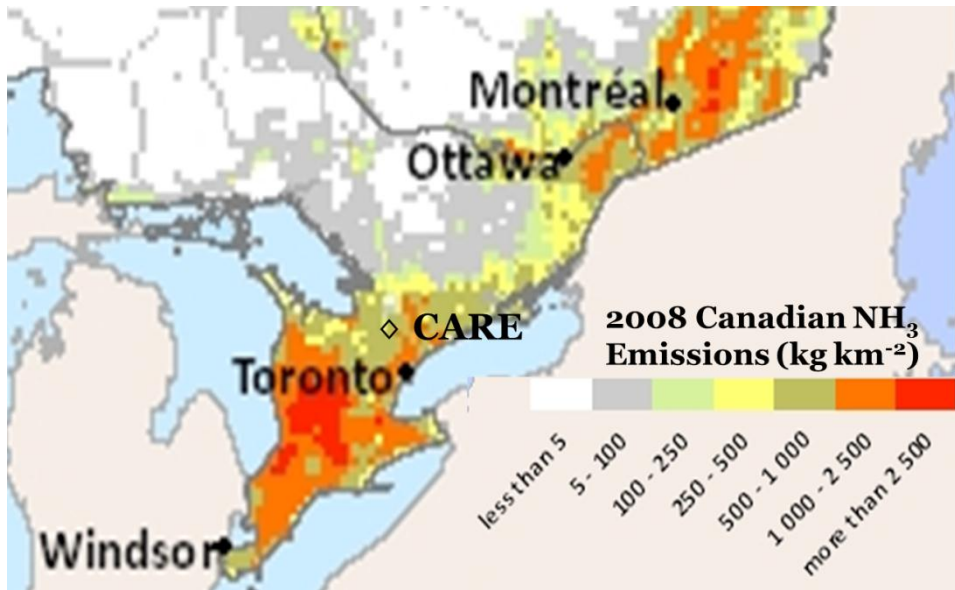 Montréal
Ottawa
◇ CARE
2008 Canadian NH₃
Emissions (kg km⁻²)
Toronto
less than 5
5 - 100
100 - 250
250 - 500
500 - 1 000
1 000 - 2 500
more than 2 500
Windsor